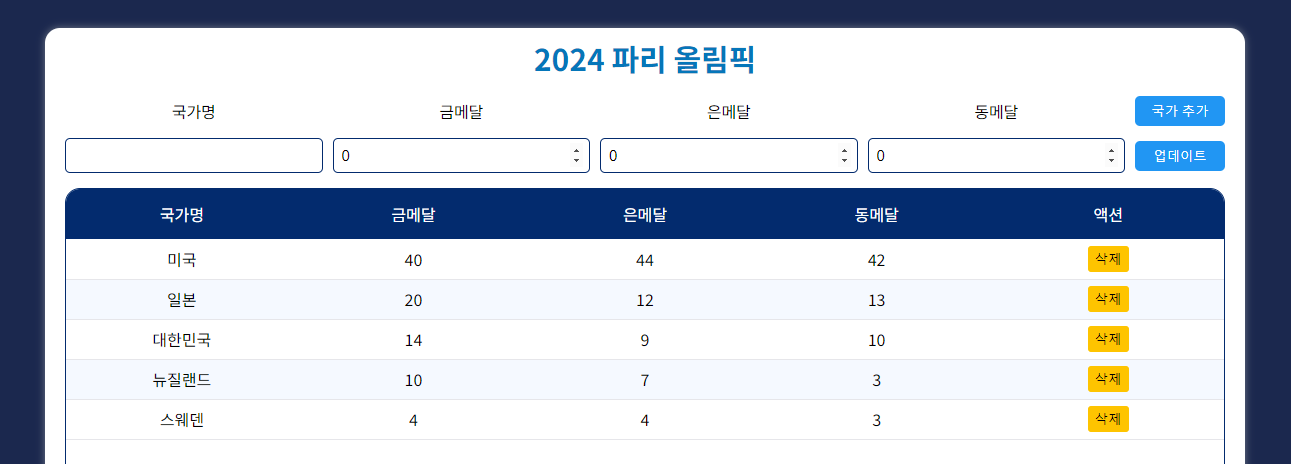 2024 파리 올림픽
국가명 금메달 은메달 동메달 국가 추가
0 0 0 업데이트
국가명 금메달 은메달 동메달 액션
미국 40 44 42 삭제
일본 20 12 13 삭제
대한민국 14 9 10 삭제
뉴질랜드 10 7 3 삭제
스웨덴 4 4 3 삭제